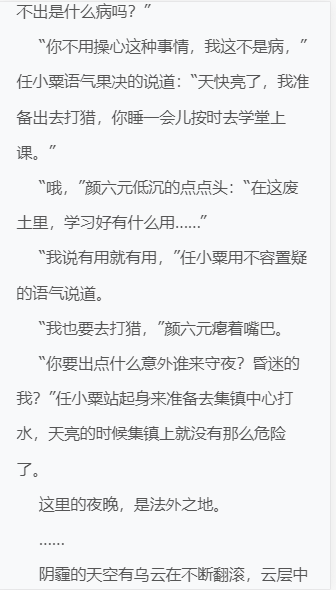 不出是什么病吗？”
“你不用操心这种事情，我这不是病，”
任小粟语气果决的说道：“天快亮了，我准
备出去打猎，你睡一会儿按时去学堂上
课。”
“哦，”颜六元低沉的点点头：“在这废
土里，学习好有什么用……”
“我说有用就有用，”任小粟用不容置疑
的语气说道。
“我也要去打猎，”颜六元瘪着嘴巴。
“你要出点什么意外谁来守夜？昏迷的
我？”任小粟站起身来准备去集镇中心打
水，天亮的时候集镇上就没有那么危险
了。
这里的夜晚，是法外之地。
……
阴霾的天空有乌云在不断翻滚，云层中